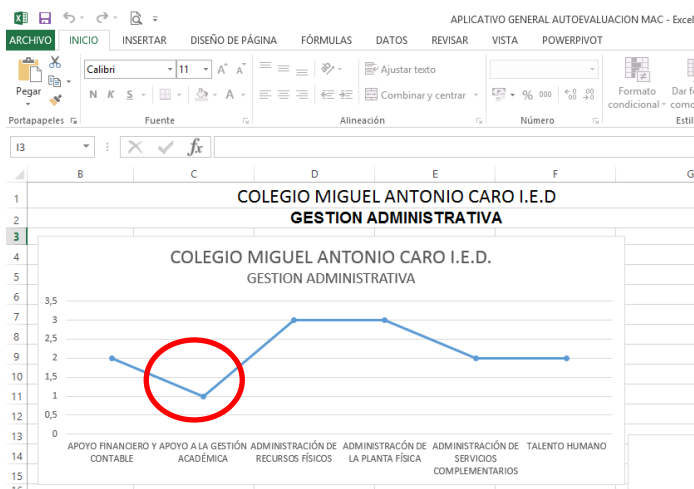 APLICATIVO GENERAL AUTOEVALUACION MAC - Excel
ARCHIVO INICIO INSERTAR DISEÑO DE PÁGINA FÓRMULAS DATOS REVISAR VISTA POWERPIVOT
Pegar
Calibri 11 A A
Ajustar texto
N K S A
Combinar y centrar
% 000
Formato
condicional
Dar f
como
Portapapeles Fuente Alineación Número Estil
I3 fx
B C D E F G
1 COLEGIO MIGUEL ANTONIO CARO I.E.D
2 GESTION ADMINISTRATIVA
3
4
5
6
7
8
9
10
11
12
13
14
15
16
COLEGIO MIGUEL ANTONIO CARO I.E.D.
GESTION ADMINISTRATIVA
3,5
3
2,5
2
1,5
1
0,5
0
APOYO FINANCIERO Y
CONTABLE
APOYO A LA GESTIÓN
ACADÉMICA
ADMINISTRACIÓN DE
RECURSOS FÍSICOS
ADMINISTRACÓN DE
LA PLANTA FÍSICA
ADMINISTRACIÓN DE
SERVICIOS
COMPLEMENTARIOS
TALENTO HUMANO